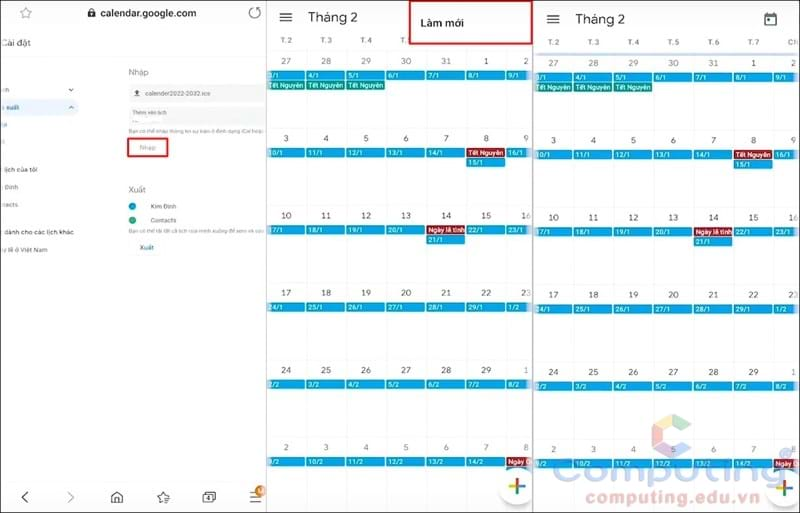 calendar.google.com
Cài đặt
Nhập
calender2022-2032.ics
Thêm vào lịch
Bạn có thể nhập thông tin sự kiện ở định dạng iCal hoặc
Nhập
xuất
lịch của tôi
Kim Định
Xuất
Kim Định
Contacts
Bạn có thể tải tất cả lịch của mình xuống để xem và
dành cho các lịch khác
lễ ở Việt Nam
Xuất
Tháng 2
Làm mới
T.2 T.3 T.4
27 28 29 30 31 1 2
3/1 4/1 5/1 6/1 7/1 8/1 9/1
Tết Nguyên Tết Nguyên Tết Nguyên
3 4 5 6 7 8 9
10/1 11/1 12/1 13/1 14/1 Tết Nguyên 16/1
15/1
10 11 12 13 14 15 16
17/1 18/1 19/1 20/1 Ngày lễ tình 22/1 23/1
21/1
17 18 19 20 21 22 23
24/1 25/1 26/1 27/1 28/1 29/1 1/2
24 25 26 27 28 29 1
2/2 3/2 4/2 5/2 6/2 7/2 8/2
2 3 4 5 6 7 8
9/2 10/2 11/2 12/2 13/2 14/2 Ngày
Tháng 2
T.2 T.3 T.4 T.5 T.6 T.7 C
27 28 29 30 31 1 2
3/1 4/1 5/1 6/1 7/1 8/1 9/1
Tết Nguyên Tết Nguyên Tết Nguyên
3 4 5 6 7 8 9
10/1 11/1 12/1 13/1 14/1 Tết Nguyên 16/1
15/1
10 11 12 13 14 15 16
17/1 18/1 19/1 20/1 Ngày lễ tình 22/1 23/1
21/1
17 18 19 20 21 22 23
24/1 25/1 26/1 27/1 28/1 29/1 1/2
24 25 26 27 28 29 1
2/2 3/2 4/2 5/2 6/2 7/2 8/2
2 3 4 5 6 7 8
9/2 10/2 11/2 12/2 13/2 14/2 Ngày
Computing
computing.edu.vn